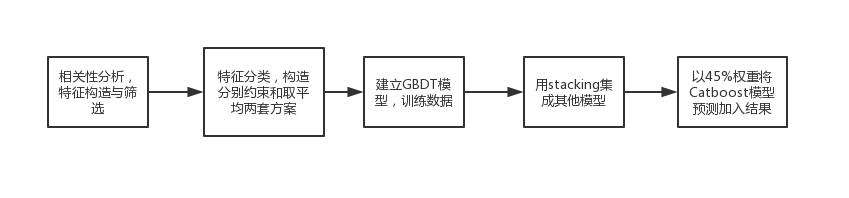 相关性分析，
特征构造与筛
选
特征分类，构造
分别约束和取平
均两套方案
建立GBDT模
型，训练数据
用stacking集
成其他模型
以45%权重将
Catboost模型
预测加入结果